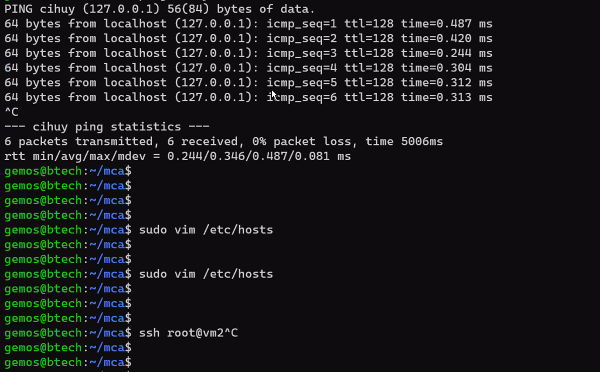 PING cihuy (127.0.0.1) 56(84) bytes of data.
64 bytes from localhost (127.0.0.1): icmp_seq=1 ttl=128 time=0.487 ms
64 bytes from localhost (127.0.0.1): icmp_seq=2 ttl=128 time=0.420 ms
64 bytes from localhost (127.0.0.1): icmp_seq=3 ttl=128 time=0.244 ms
64 bytes from localhost (127.0.0.1): icmp_seq=4 ttl=128 time=0.304 ms
64 bytes from localhost (127.0.0.1): icmp_seq=5 ttl=128 time=0.312 ms
64 bytes from localhost (127.0.0.1): icmp_seq=6 ttl=128 time=0.313 ms
^C
--- cihuy ping statistics ---
6 packets transmitted, 6 received, 0% packet loss, time 5006ms
rtt min/avg/max/mdev = 0.244/0.346/0.487/0.081 ms
gemos@btech:~/mca$
gemos@btech:~/mca$
gemos@btech:~/mca$
gemos@btech:~/mca$
gemos@btech:~/mca$ sudo vim /etc/hosts
gemos@btech:~/mca$
gemos@btech:~/mca$
gemos@btech:~/mca$ sudo vim /etc/hosts
gemos@btech:~/mca$
gemos@btech:~/mca$
gemos@btech:~/mca$
gemos@btech:~/mca$ ssh root@vm2^C
gemos@btech:~/mca$
gemos@btech:~/mca$